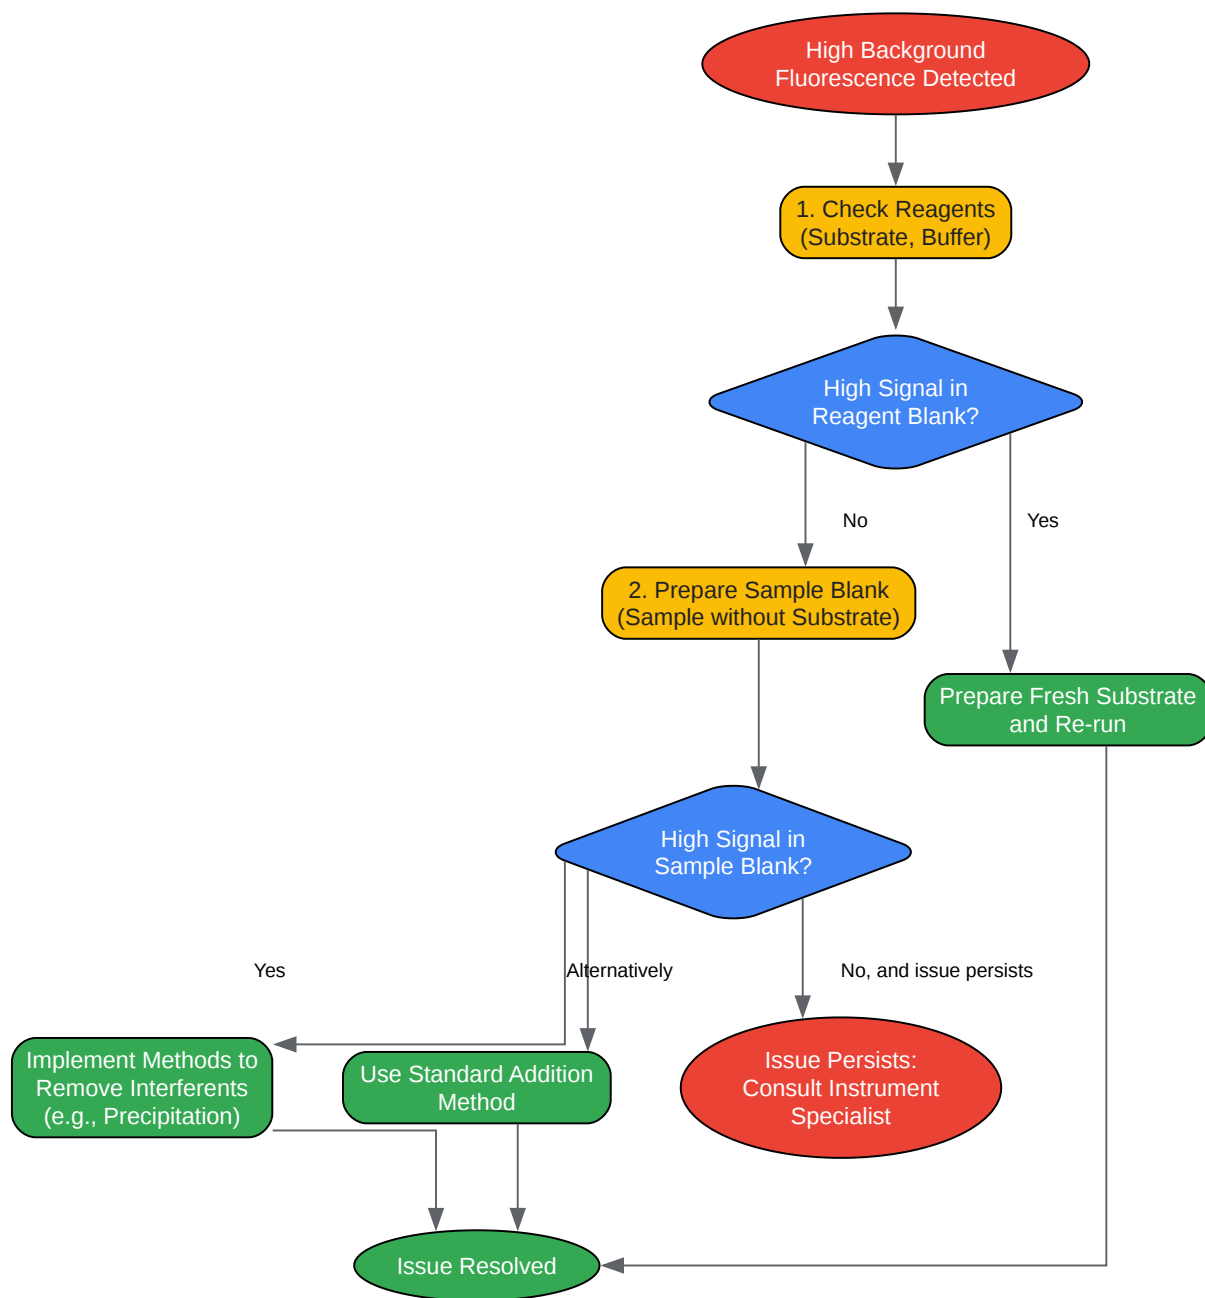 High Background
Fluorescence Detected
1. Check Reagents
(Substrate, Buffer)
High Signal in
Reagent Blank?
No
Yes
2. Prepare Sample Blank
(Sample without Substrate)
Prepare Fresh Substrate
and Re-run
High Signal in
Sample Blank?
Yes
Alternatively
No, and issue persists
Implement Methods to
Remove Interferents
(e.g., Precipitation)
Use Standard Addition
Method
Issue Persists:
Consult Instrument
Specialist
Issue Resolved